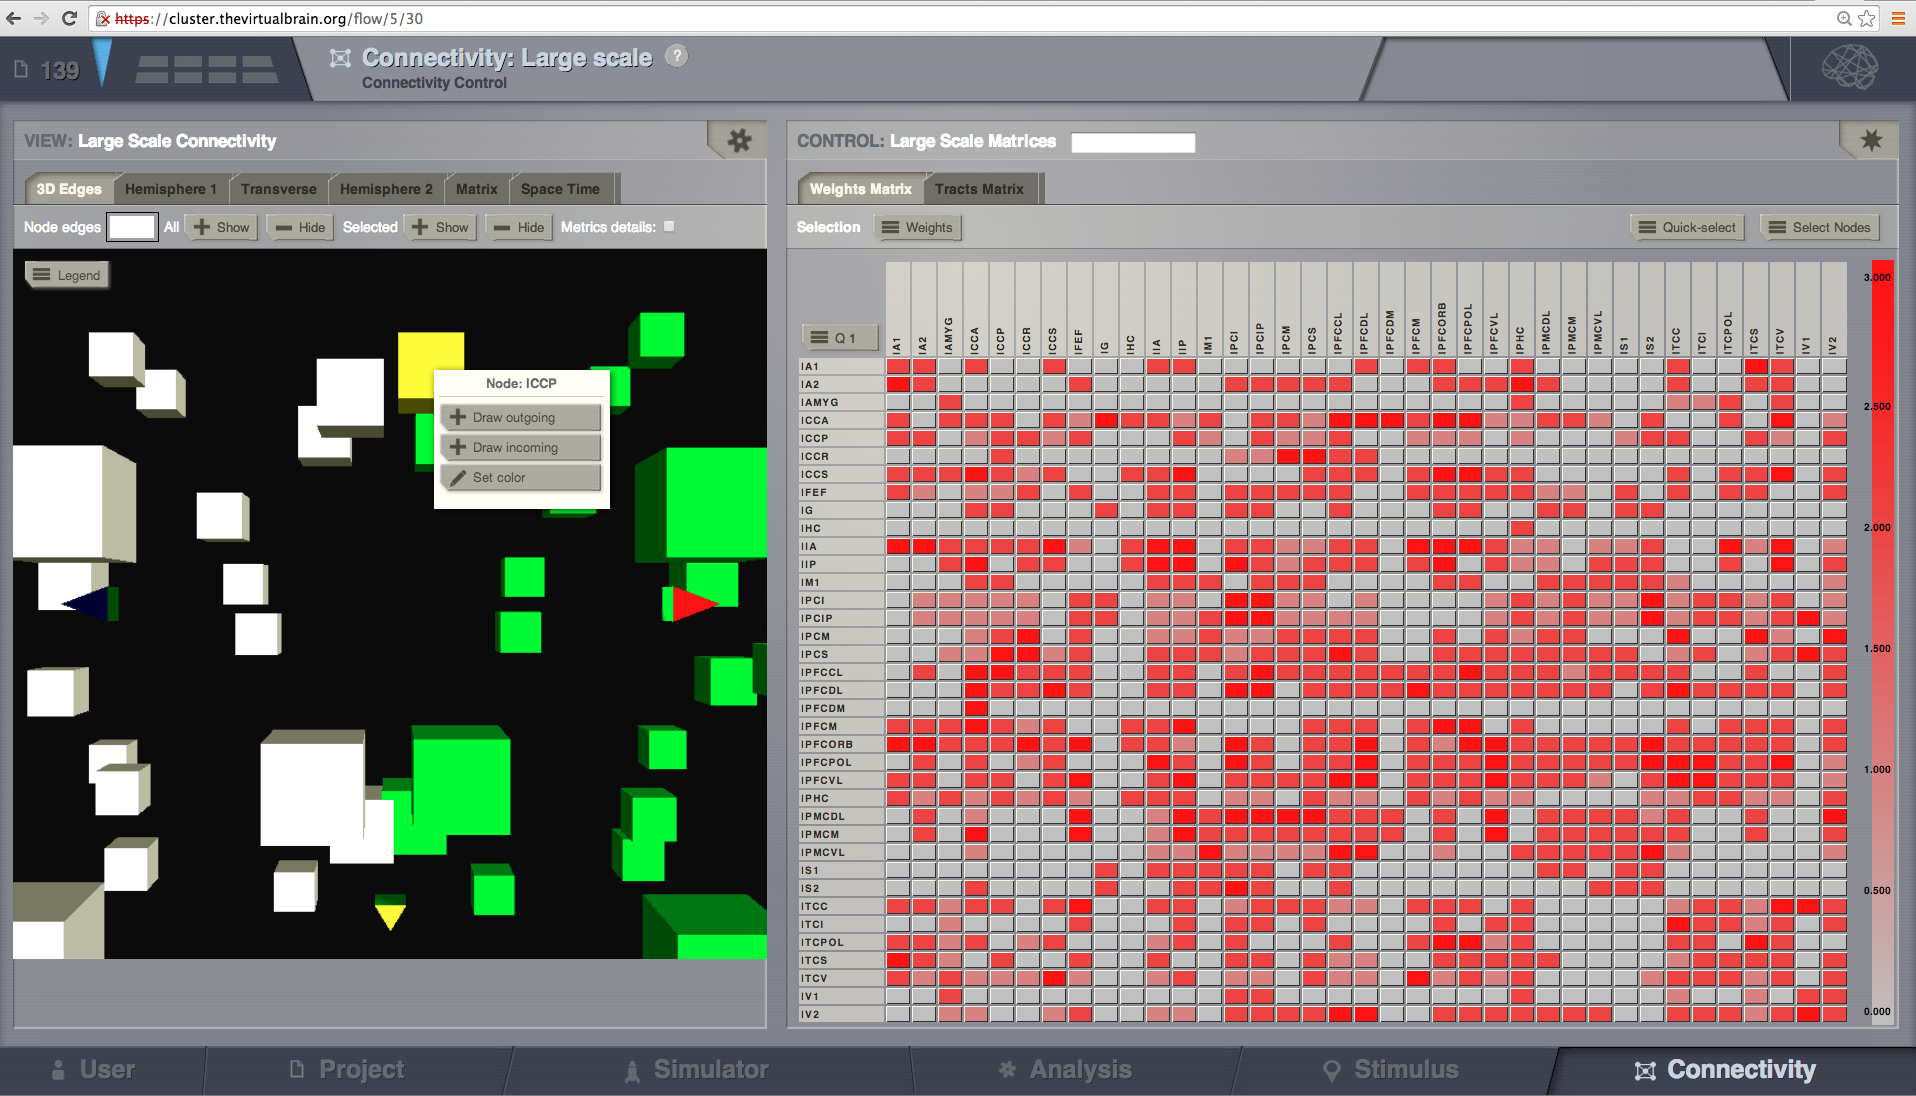 https://cluster.thevirtualbrain.org/flow/5/30
139
Connectivity: Large scale ?
Connectivity Control
VIEW: Large Scale Connectivity
3D Edges Hemisphere 1 Transverse Hemisphere 2 Matrix Space Time
Node edges All Show Hide Selected Show Hide Metrics details:
Legend
Node: ICCP
Draw outgoing
Draw incoming
Set color
CONTROL: Large Scale Matrices
Weights Matrix Tracts Matrix
Selection Weights Quick-select Select Nodes
Q 1
IA1 IA2 IAMYG ICCA ICCP ICCR ICCS IFEF IG IHC IIA IIP IM1 IPCI IPCIP IPCM IPCS IPFCCL IPFCDL IPFCDM IPFCM IPFCORB IPFCPOL IPFCVL IPHC IPMCDL IPMCM IPMCVL IS1 IS2 ITCC ITCI ITCPOL ITCS ITCV IV1 IV2
IA1
IA2
IAMYG
ICCA
ICCP
ICCR
ICCS
IFEF
IG
IHC
IIA
IIP
IM1
IPCI
IPCIP
IPCM
IPCS
IPFCCL
IPFCDL
IPFCDM
IPFCM
IPFCORB
IPFCPOL
IPFCVL
IPHC
IPMCDL
IPMCM
IPMCVL
IS1
IS2
ITCC
ITCI
ITCPOL
ITCS
ITCV
IV1
IV2
3.000
2.500
2.000
1.500
1.000
0.500
0.000
User Project Simulator Analysis Stimulus Connectivity